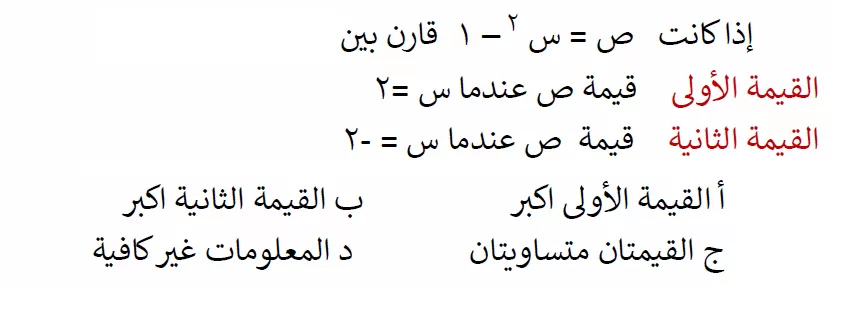 إذا كانت ص = س ٢ – ١ قارن بين
القيمة الأولى قيمة ص عندما س =٢
القيمة الثانية قيمة ص عندما س = -٢
أ القيمة الأولى اكبر ب القيمة الثانية اكبر
ج القيمتان متساويتان د المعلومات غير كافية